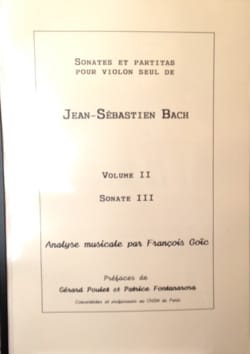 Sonates et partitas
pour violon seul de
Jean-Sébastien Bach
Volume II
Sonate III
Analyse musicale par François Goïc
Préfaces de
Gérard Poulet et Patrice Fontanarosa
Concertistes et professeurs au CNSM de Paris